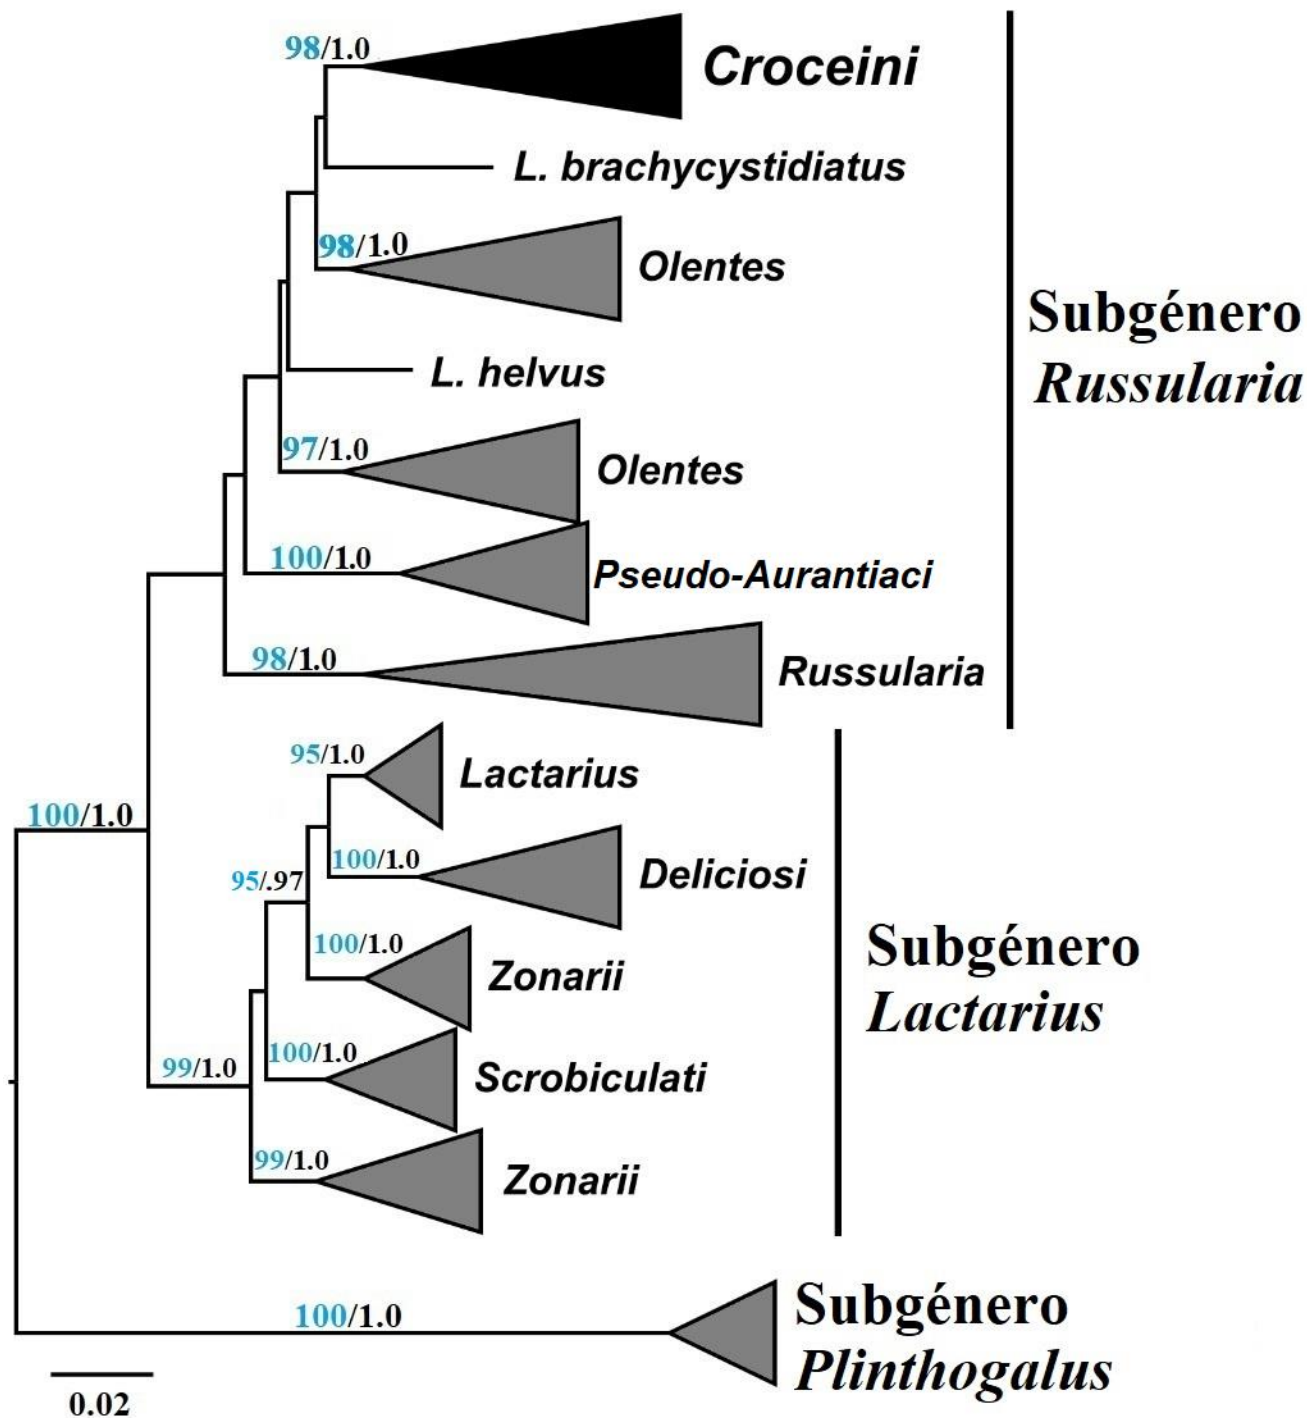 98/1.0
Croceini
L. brachycystidiatus
98/1.0
Olentes
Subgénero
Russularia
L. helvus
97/1.0
Olentes
100/1.0
Pseudo-Aurantiaci
98/1.0
Russularia
95/1.0
Lactarius
100/1.0
100/1.0
Deliciosi
95/.97
100/1.0
Zonarii
Subgénero
Lactarius
99/1.0
100/1.0
Scrobiculati
99/1.0
Zonarii
100/1.0
Subgénero
Plinthogalus
0.02